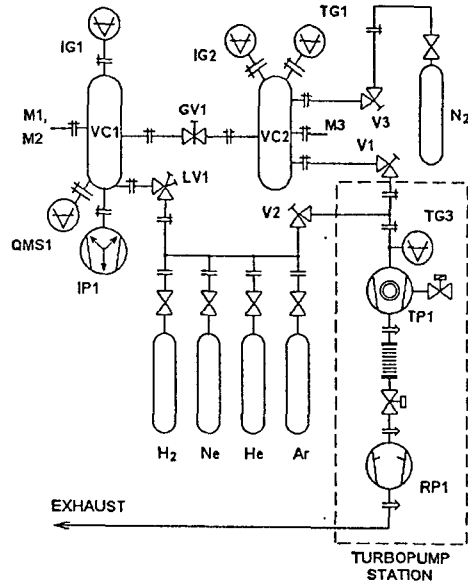 TG1
IG1
IG2
GV1
M1,
M2
VC1
VC2
M3
V3
N2
V1
LV1
V2
QMS1
IP1
TG3
TP1
H2
Ne
He
Ar
RP1
EXHAUST
TURBOPUMP
STATION